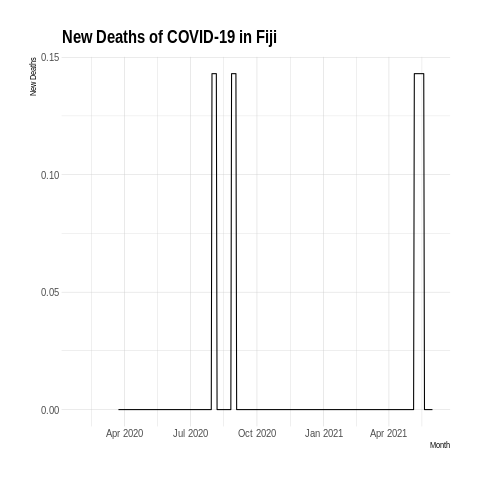 New Deaths of COVID-19 in Fiji
New Deaths
0.15
0.10
0.05
0.00
Apr 2020 Jul 2020 Oct 2020 Jan 2021 Apr 2021
Month